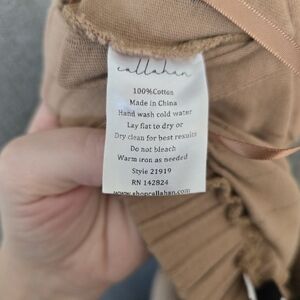 callahan
100%Cotton
Made in China
Hand wash cold water
Lay flat to dry or
Dry clean for best results
Do not bleach
Warm iron as needed
Style 21919
RN 142824
www.shopcallahan.com